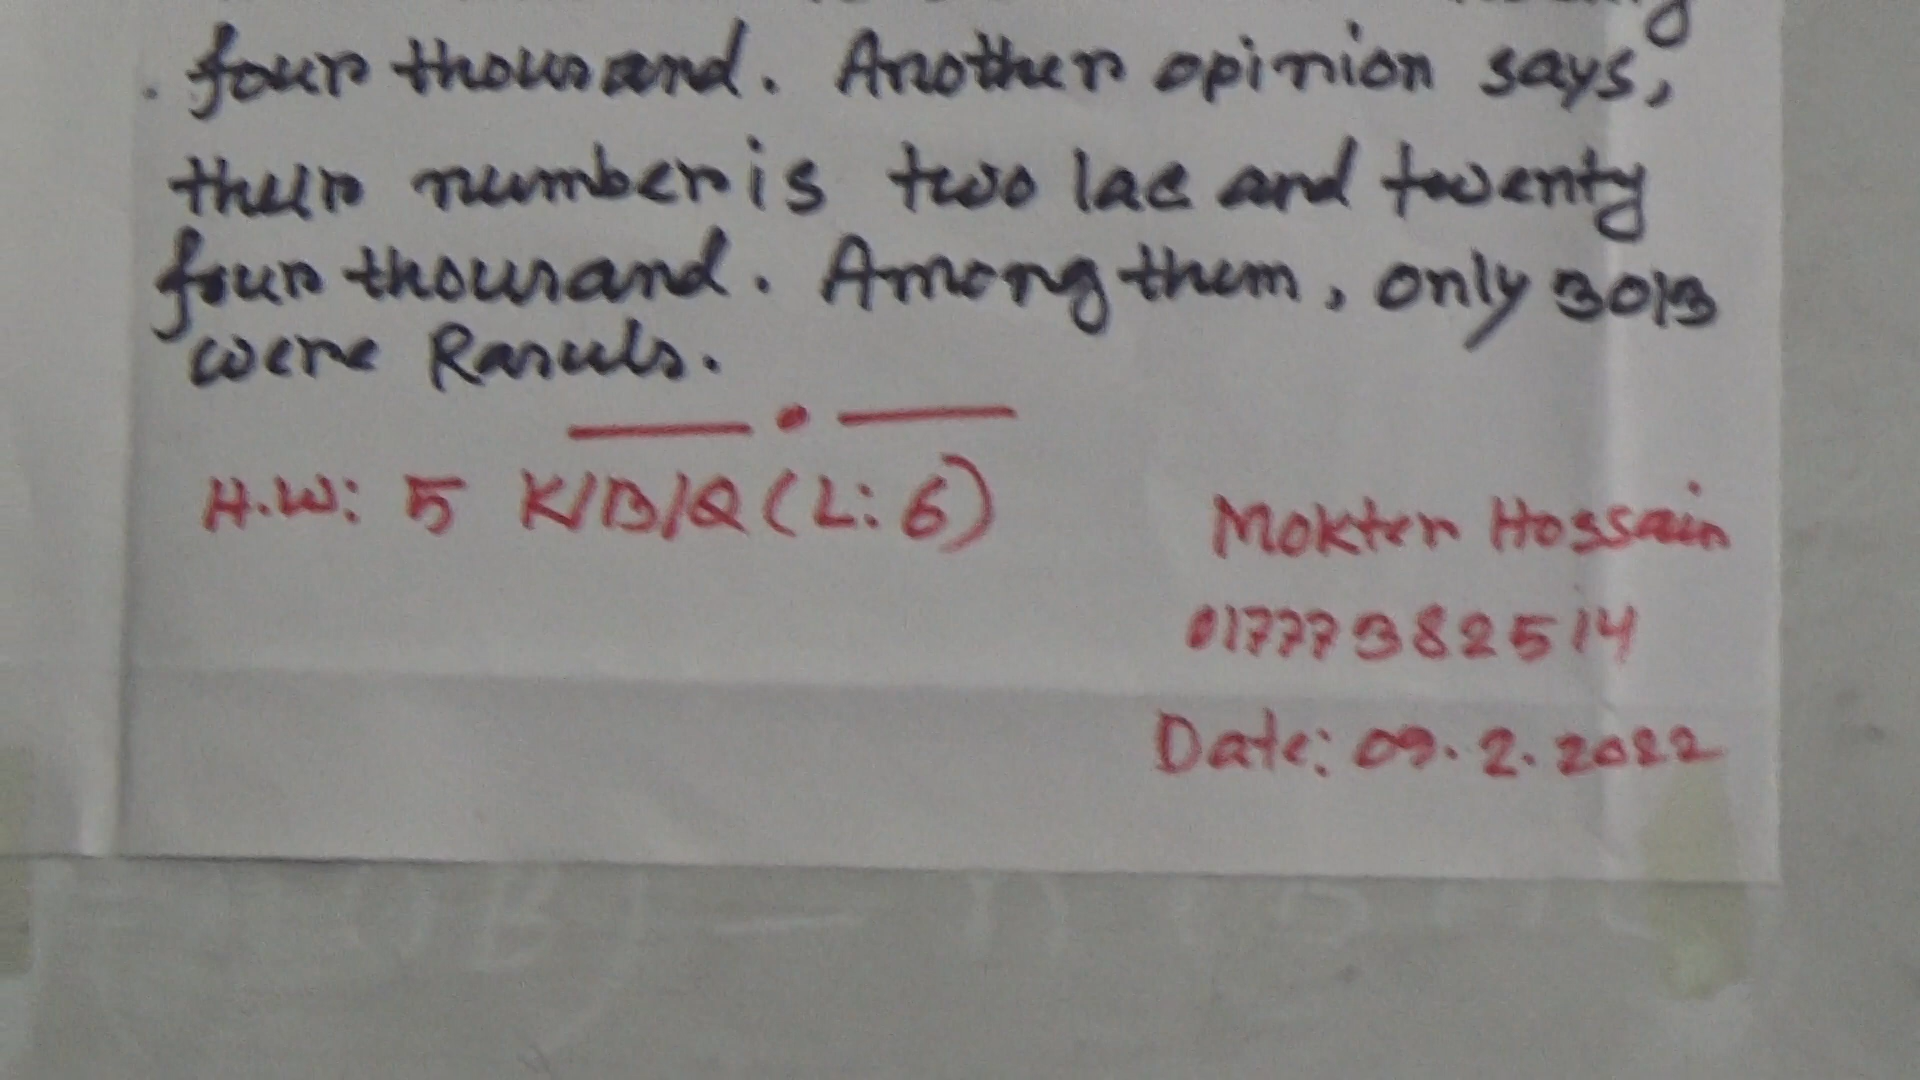 four thousand. Another opinion says,
their number is two lac and twenty
four thousand. Among them, only 3013
were Rasuls.
H.W: 5 K/B/Q (L: 6)
Mokter Hossain
01777382514
Date: 09.2.2022